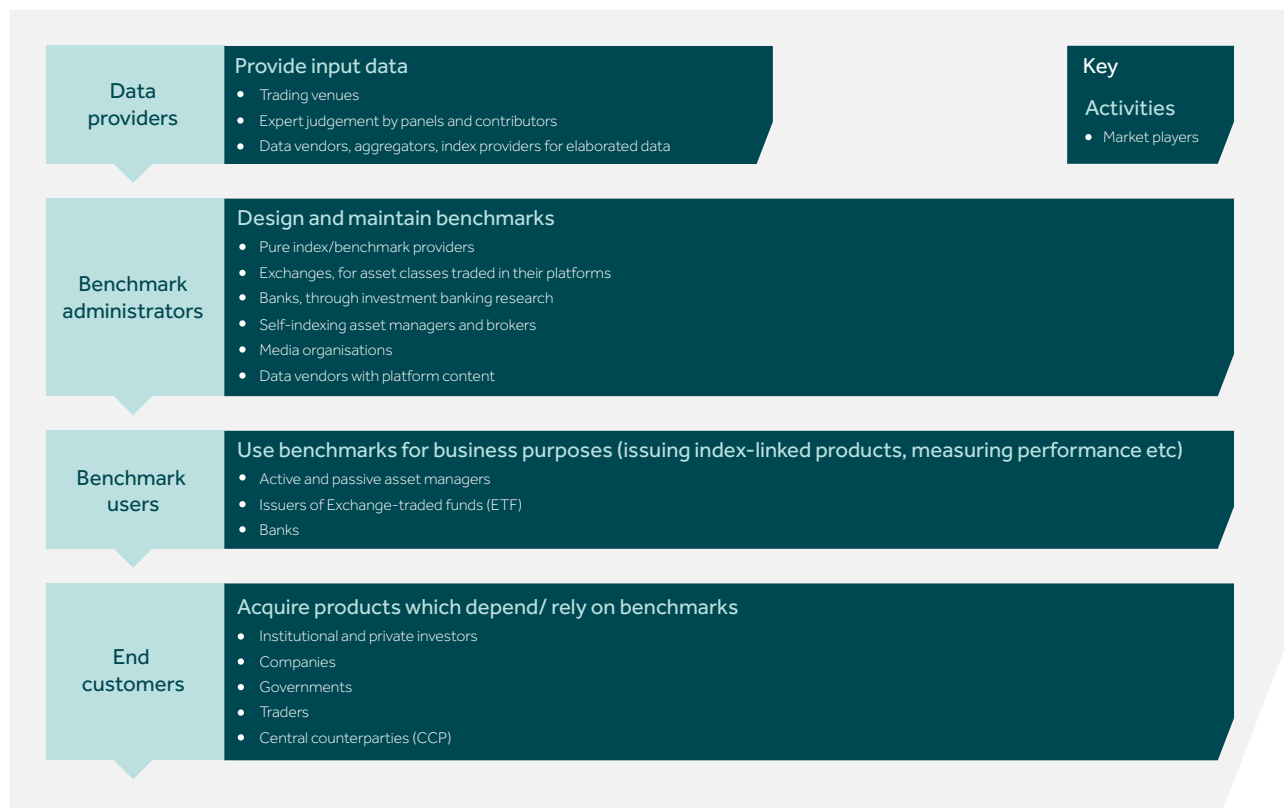 Data
providers
Provide input data
• Trading venues
• Expert judgement by panels and contributors
• Data vendors, aggregators, index providers for elaborated data
Key
Activities
• Market players
Benchmark
administrators
Design and maintain benchmarks
• Pure index/benchmark providers
• Exchanges, for asset classes traded in their platforms
• Banks, through investment banking research
• Self-indexing asset managers and brokers
• Media organisations
• Data vendors with platform content
Benchmark
users
Use benchmarks for business purposes (issuing index-linked products, measuring performance etc)
• Active and passive asset managers
• Issuers of Exchange-traded funds (ETF)
• Banks
End
customers
Acquire products which depend/ rely on benchmarks
• Institutional and private investors
• Companies
• Governments
• Traders
• Central counterparties (CCP)